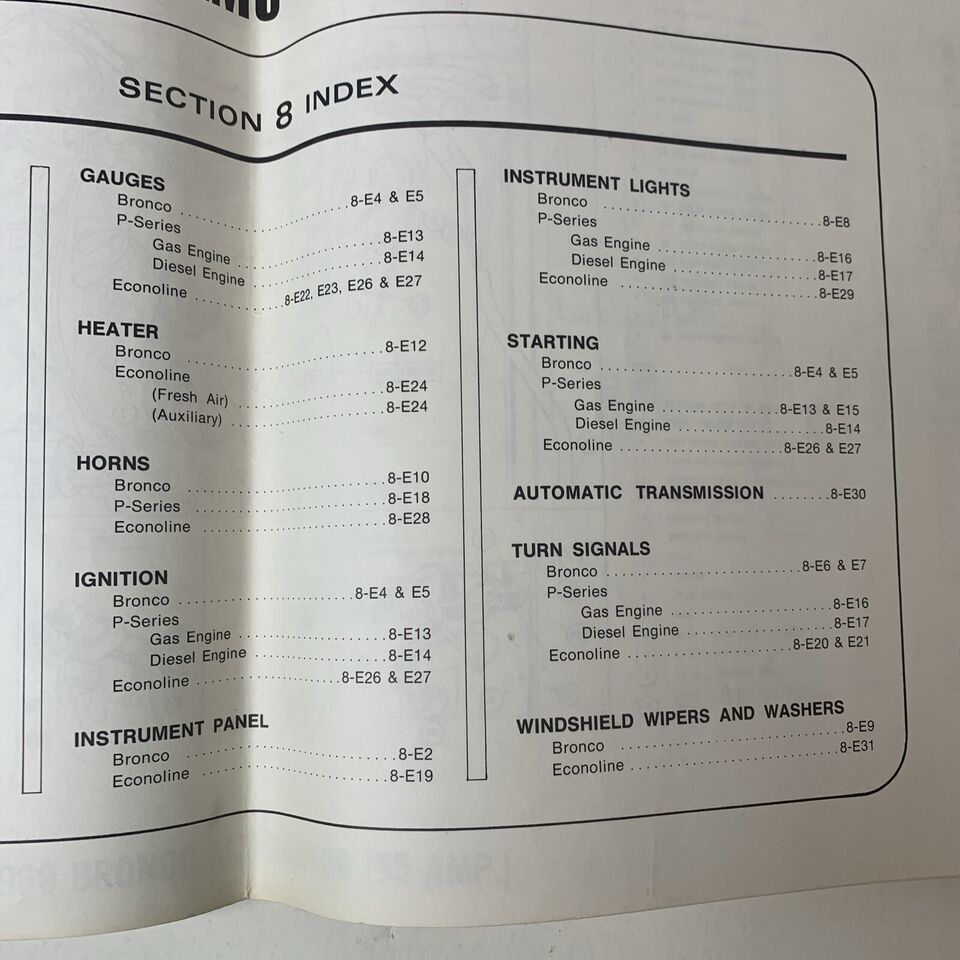 SECTION 8 INDEX
GAUGES
Bronco ........ 8-E4 & E5
P-Series
Gas Engine ........ 8-E13
Diesel Engine ........ 8-E14
Econoline ........ 8-E22, E23, E26 & E27
HEATER
Bronco ........ 8-E12
Econoline
(Fresh Air) ........ 8-E24
(Auxiliary) ........ 8-E24
HORNS
Bronco ........ 8-E10
P-Series ........ 8-E18
Econoline ........ 8-E28
IGNITION
Bronco ........ 8-E4 & E5
P-Series
Gas Engine ........ 8-E13
Diesel Engine ........ 8-E14
Econoline ........ 8-E26 & E27
INSTRUMENT PANEL
Bronco ........ 8-E2
Econoline ........ 8-E19
INSTRUMENT LIGHTS
Bronco ........ 8-E8
P-Series
Gas Engine ........ 8-E16
Diesel Engine ........ 8-E17
Econoline ........ 8-E29
STARTING
Bronco ........ 8-E4 & E5
P-Series
Gas Engine ........ 8-E13 & E15
Diesel Engine ........ 8-E14
Econoline ........ 8-E26 & E27
AUTOMATIC TRANSMISSION ........ 8-E30
TURN SIGNALS
Bronco ........ 8-E6 & E7
P-Series
Gas Engine ........ 8-E16
Diesel Engine ........ 8-E17
Econoline ........ 8-E20 & E21
WINDSHIELD WIPERS AND WASHERS
Bronco ........ 8-E9
Econoline ........ 8-E31